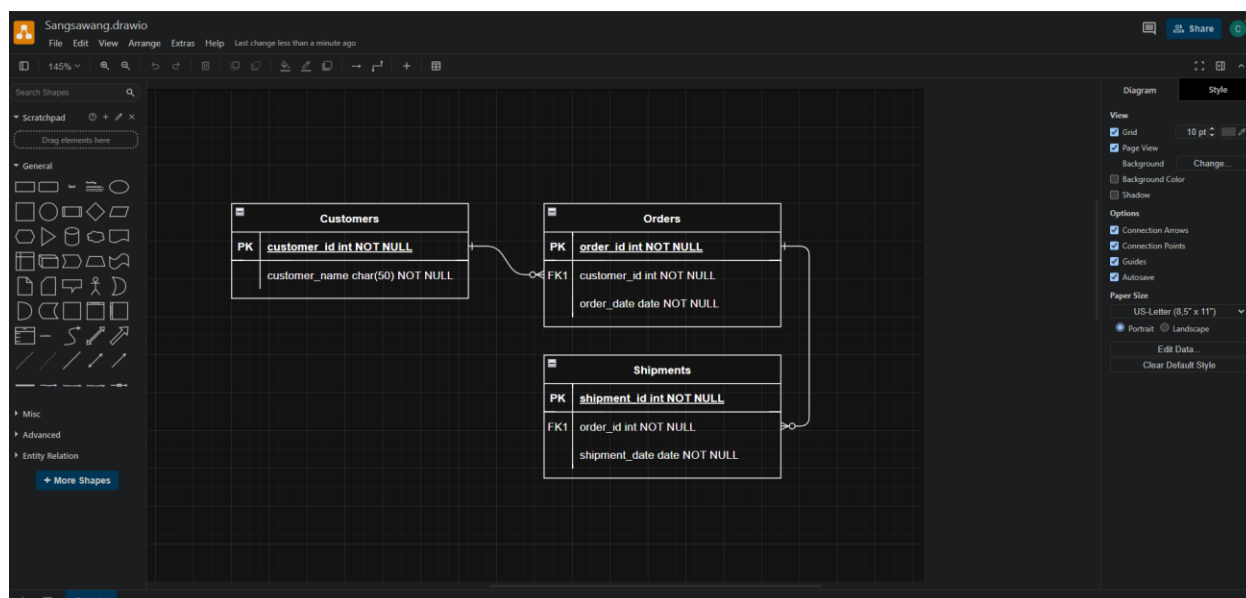 Sangsawang.drawio
File Edit View Arrange Extras Help Last change less than a minute ago
Share
C
145%
Search Shapes
Scratchpad
Drag elements here
General
Misc
Advanced
Entity Relation
+ More Shapes
Customers
PK customer_id int NOT NULL
customer_name char(50) NOT NULL
Orders
PK order_id int NOT NULL
FK1 customer_id int NOT NULL
order_date date NOT NULL
Shipments
PK shipment_id int NOT NULL
FK1 order_id int NOT NULL
shipment_date date NOT NULL
Diagram Style
View
Grid 10 pt
Page View
Background Change...
Background Color
Shadow
Options
Connection Arrows
Connection Points
Guides
Autosave
Paper Size
US-Letter (8,5" x 11")
Portrait Landscape
Edit Data...
Clear Default Style